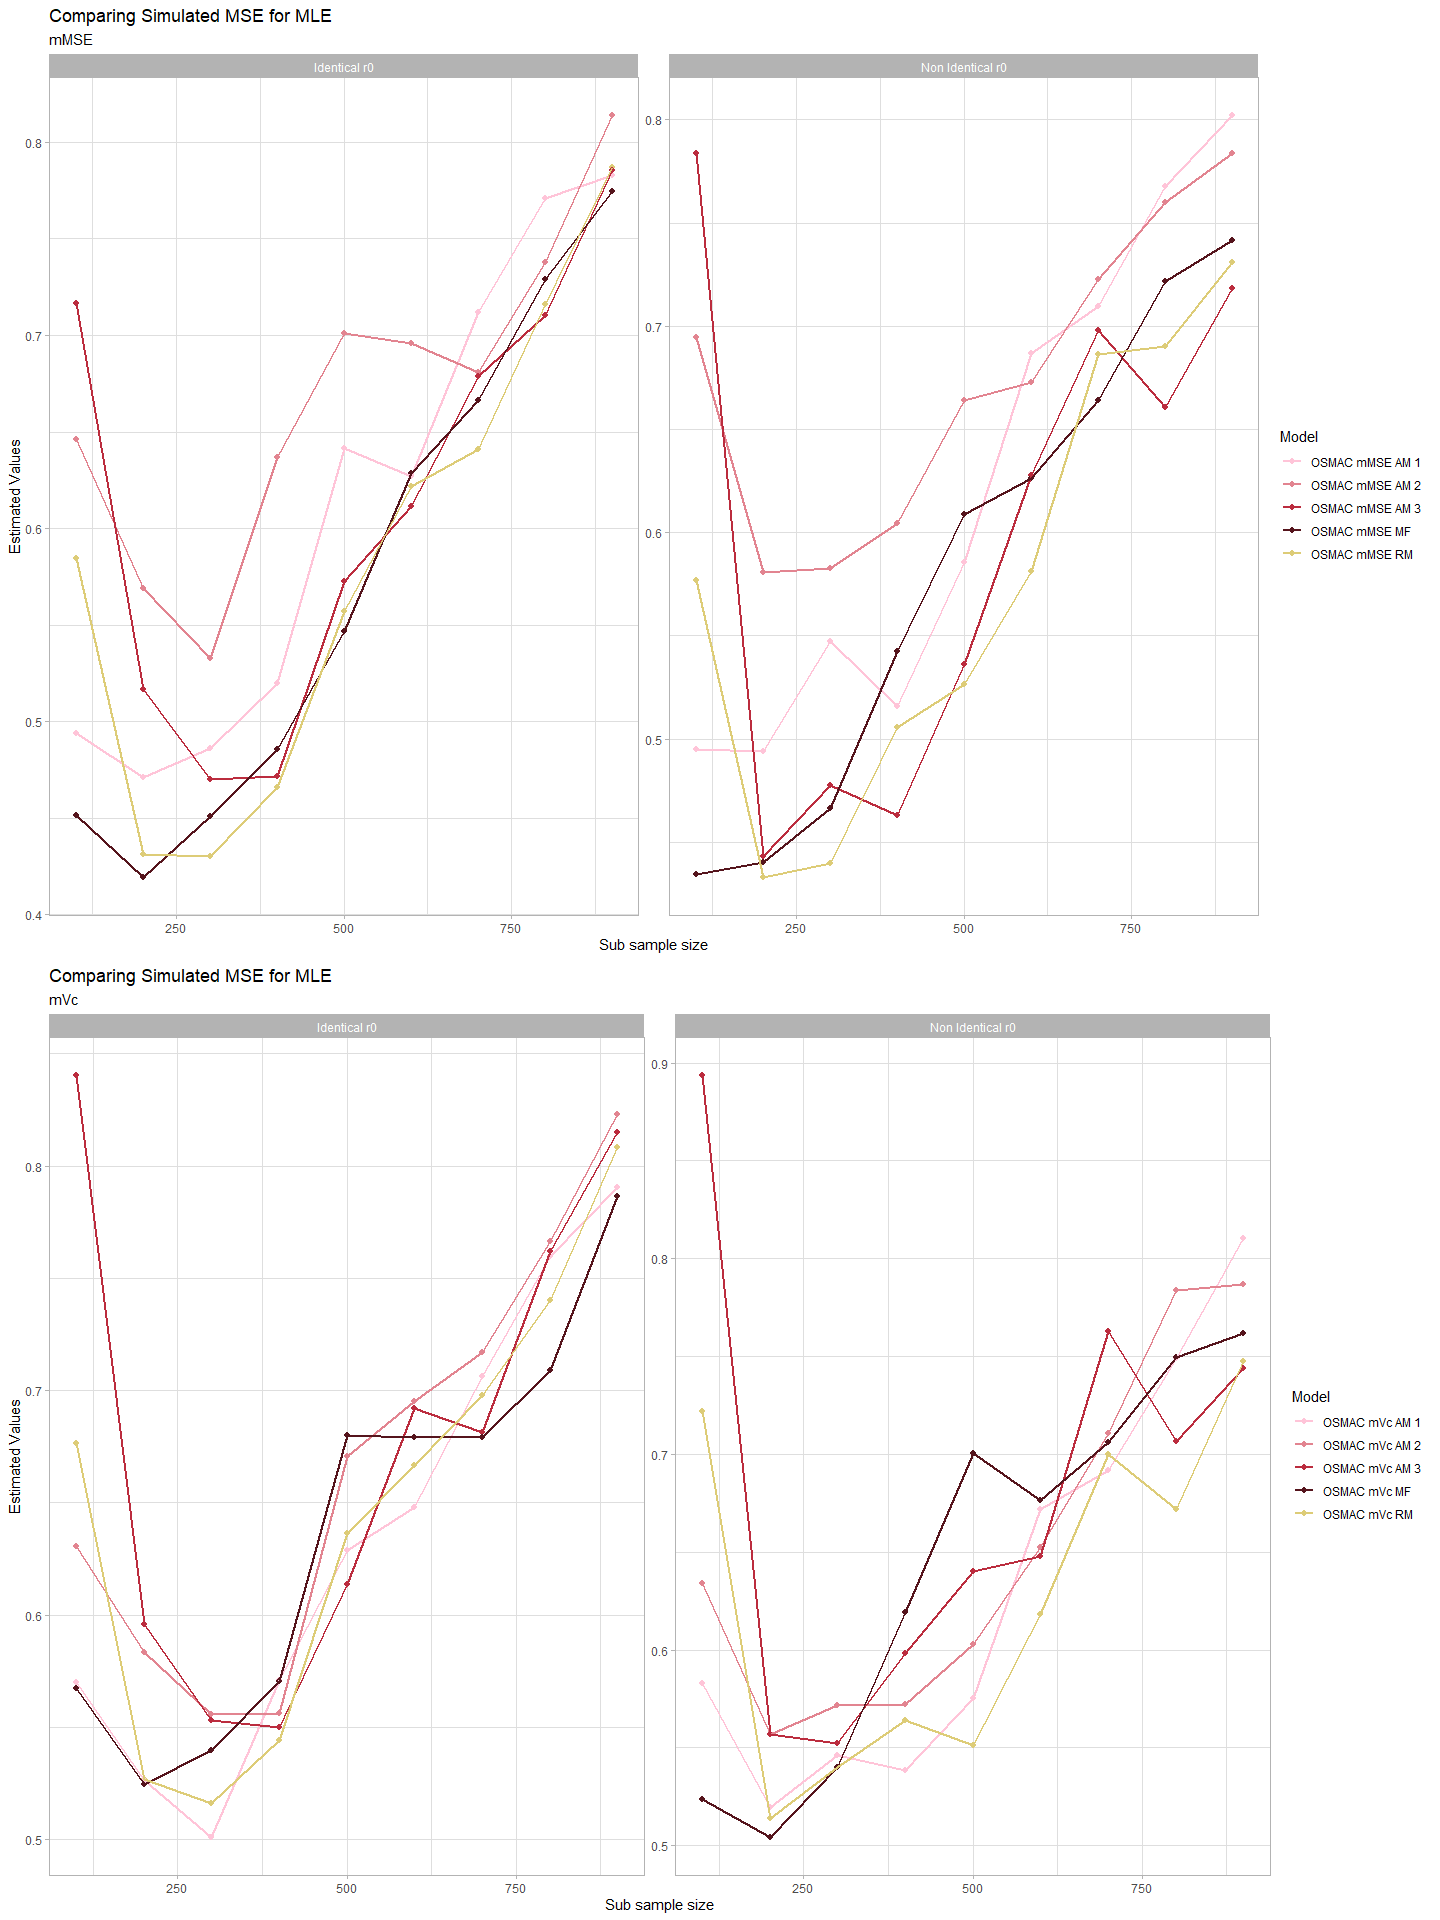 Comparing Simulated MSE for MLE
mMSE
Identical r0
Non Identical r0
Estimated Values
0.8
0.7
0.6
0.5
0.4
0.8
0.7
0.6
0.5
250
500
750
250
500
750
Sub sample size
Model
OSMAC mMSE AM 1
OSMAC mMSE AM 2
OSMAC mMSE AM 3
OSMAC mMSE MF
OSMAC mMSE RM
Comparing Simulated MSE for MLE
mVc
Identical r0
Non Identical r0
Estimated Values
0.8
0.7
0.6
0.5
0.9
0.8
0.7
0.6
0.5
250
500
750
250
500
750
Sub sample size
Model
OSMAC mVc AM 1
OSMAC mVc AM 2
OSMAC mVc AM 3
OSMAC mVc MF
OSMAC mVc RM